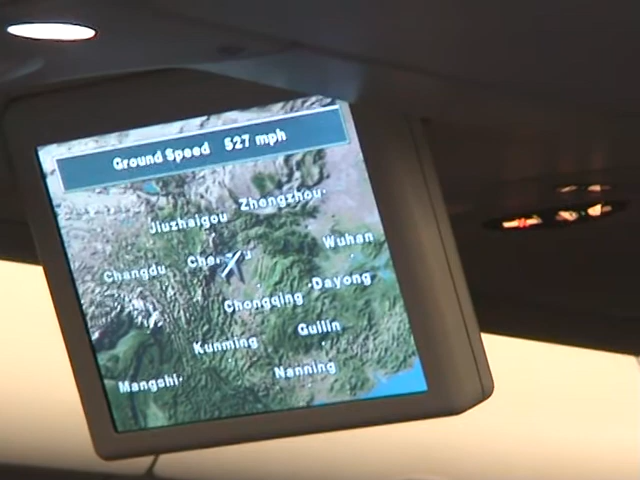 Ground Speed 527 mph
Zhengzhou
Jiuzhaigou
Wuhan
Changdu
Dayong
Chongqing
Guilin
Kunming
Nanning
Mangshi